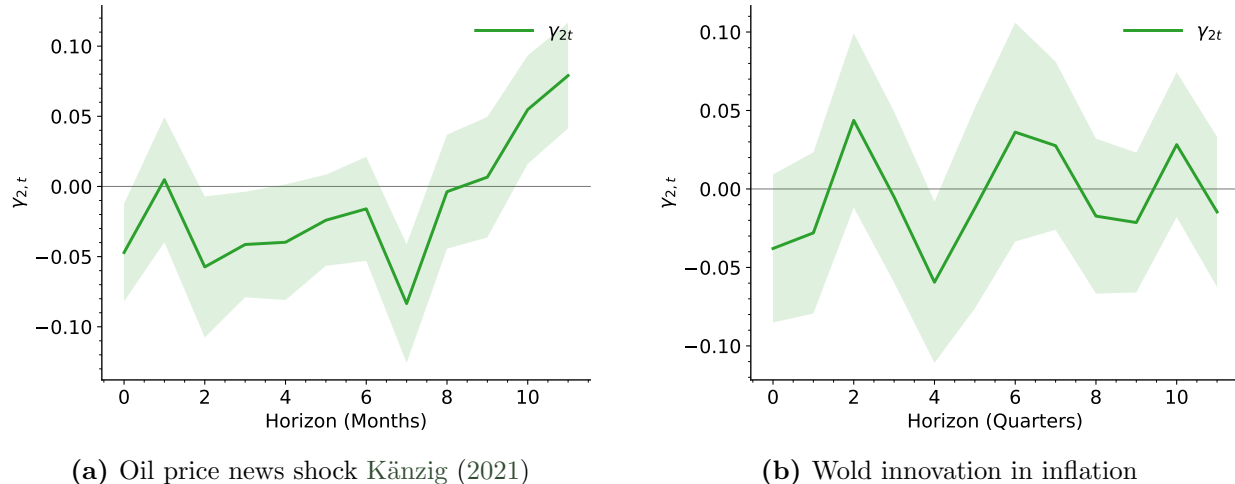 γ2t
0.10
0.05
0.00
−0.05
−0.10
γ2, t
0 2 4 6 8 10
Horizon (Months)
(a) Oil price news shock Känzig (2021)
γ2t
0.10
0.05
0.00
−0.05
−0.10
γ2, t
0 2 4 6 8 10
Horizon (Quarters)
(b) Wold innovation in inflation